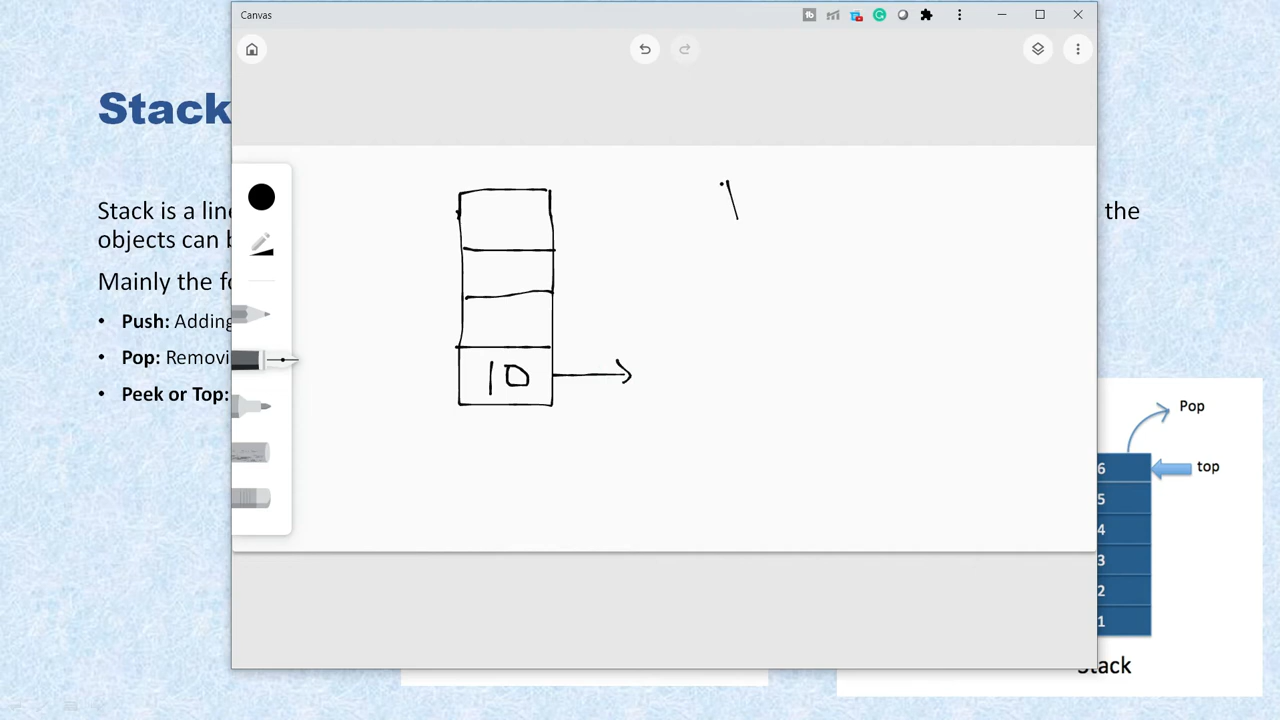 Canvas
Stack
Stack is a line
the
objects can b
Mainly the fo
• Push: Adding
• Pop: Removi
• Peek or Top:
10
Pop
6
top
5
4
3
2
1
Stack